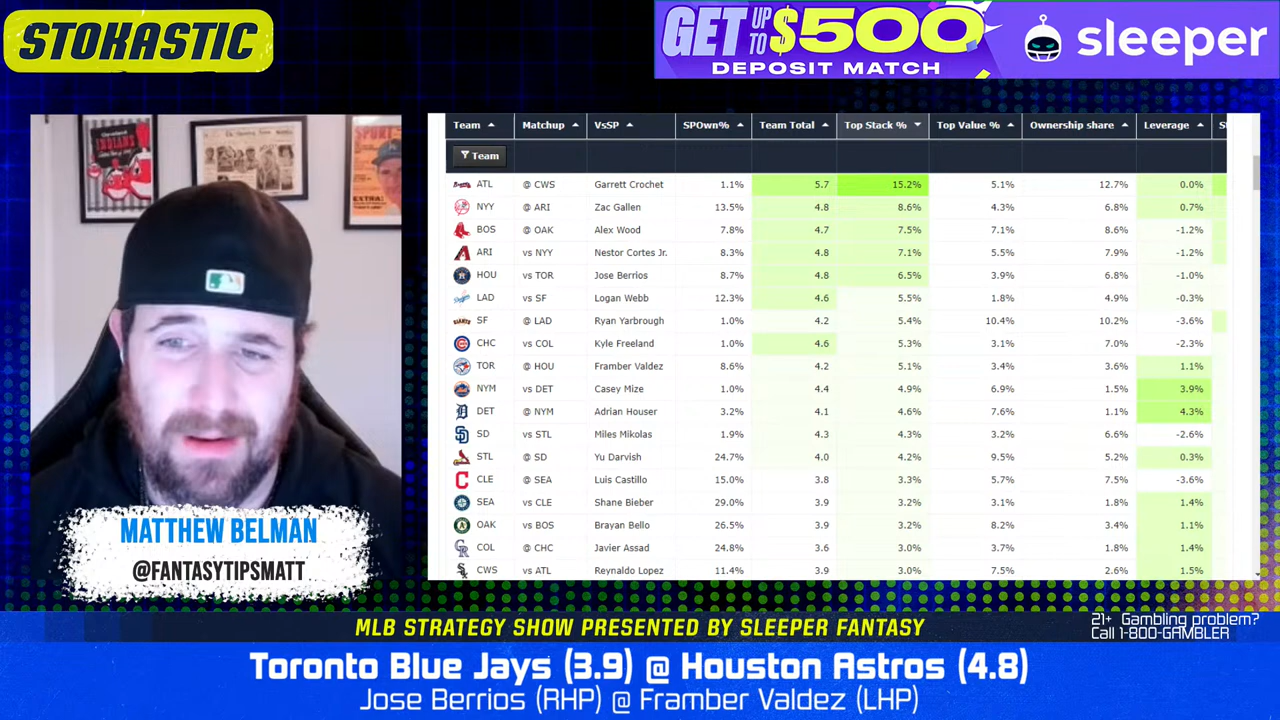 STOKASTIC
GET UP TO $500 sleeper
DEPOSIT MATCH
INDIANS
SPORT
EXTRA!
Team Matchup VsSP SPOwn% Team Total Top Stack % Top Value % Ownership share Leverage
Team
ATL @ CWS Garrett Crochet 1.1% 5.7 15.2% 5.1% 12.7% 0.0%
NYY @ ARI Zac Gallen 13.5% 4.8 8.6% 4.3% 6.8% 0.7%
BOS @ OAK Alex Wood 7.8% 4.7 7.5% 7.1% 8.6% -1.2%
ARI vs NYY Nestor Cortes Jr. 8.3% 4.8 7.1% 5.5% 7.9% -1.2%
HOU vs TOR Jose Berrios 8.7% 4.8 6.5% 3.9% 6.8% -1.0%
LAD vs SF Logan Webb 12.3% 4.6 5.5% 1.8% 4.9% -0.3%
SF @ LAD Ryan Yarbrough 1.0% 4.2 5.4% 10.4% 10.2% -3.6%
CHC vs COL Kyle Freeland 1.0% 4.6 5.3% 3.1% 7.0% -2.3%
TOR @ HOU Framber Valdez 8.6% 4.2 5.1% 3.4% 3.6% 1.1%
NYM vs DET Casey Mize 1.0% 4.4 4.9% 6.9% 1.5% 3.9%
DET @ NYM Adrian Houser 3.2% 4.1 4.6% 7.6% 1.1% 4.3%
SD vs STL Miles Mikolas 1.9% 4.3 4.3% 3.2% 6.6% -2.6%
STL @ SD Yu Darvish 24.7% 4.0 4.2% 9.5% 5.2% 0.3%
CLE @ SEA Luis Castillo 15.0% 3.8 3.3% 5.7% 7.5% -3.6%
SEA vs CLE Shane Bieber 29.0% 3.9 3.2% 3.1% 1.8% 1.4%
OAK vs BOS Brayan Bello 26.5% 3.9 3.2% 8.2% 3.4% 1.1%
COL @ CHC Javier Assad 24.8% 3.6 3.0% 3.7% 1.8% 1.4%
CWS vs ATL Reynaldo Lopez 11.4% 3.9 3.0% 7.5% 2.6% 1.5%
MATTHEW BELMAN
@FANTASYTIPSMATT
MLB STRATEGY SHOW PRESENTED BY SLEEPER FANTASY
21+ Gambling problem?
Call 1-800-GAMBLER
Toronto Blue Jays (3.9) @ Houston Astros (4.8)
Jose Berrios (RHP) @ Framber Valdez (LHP)